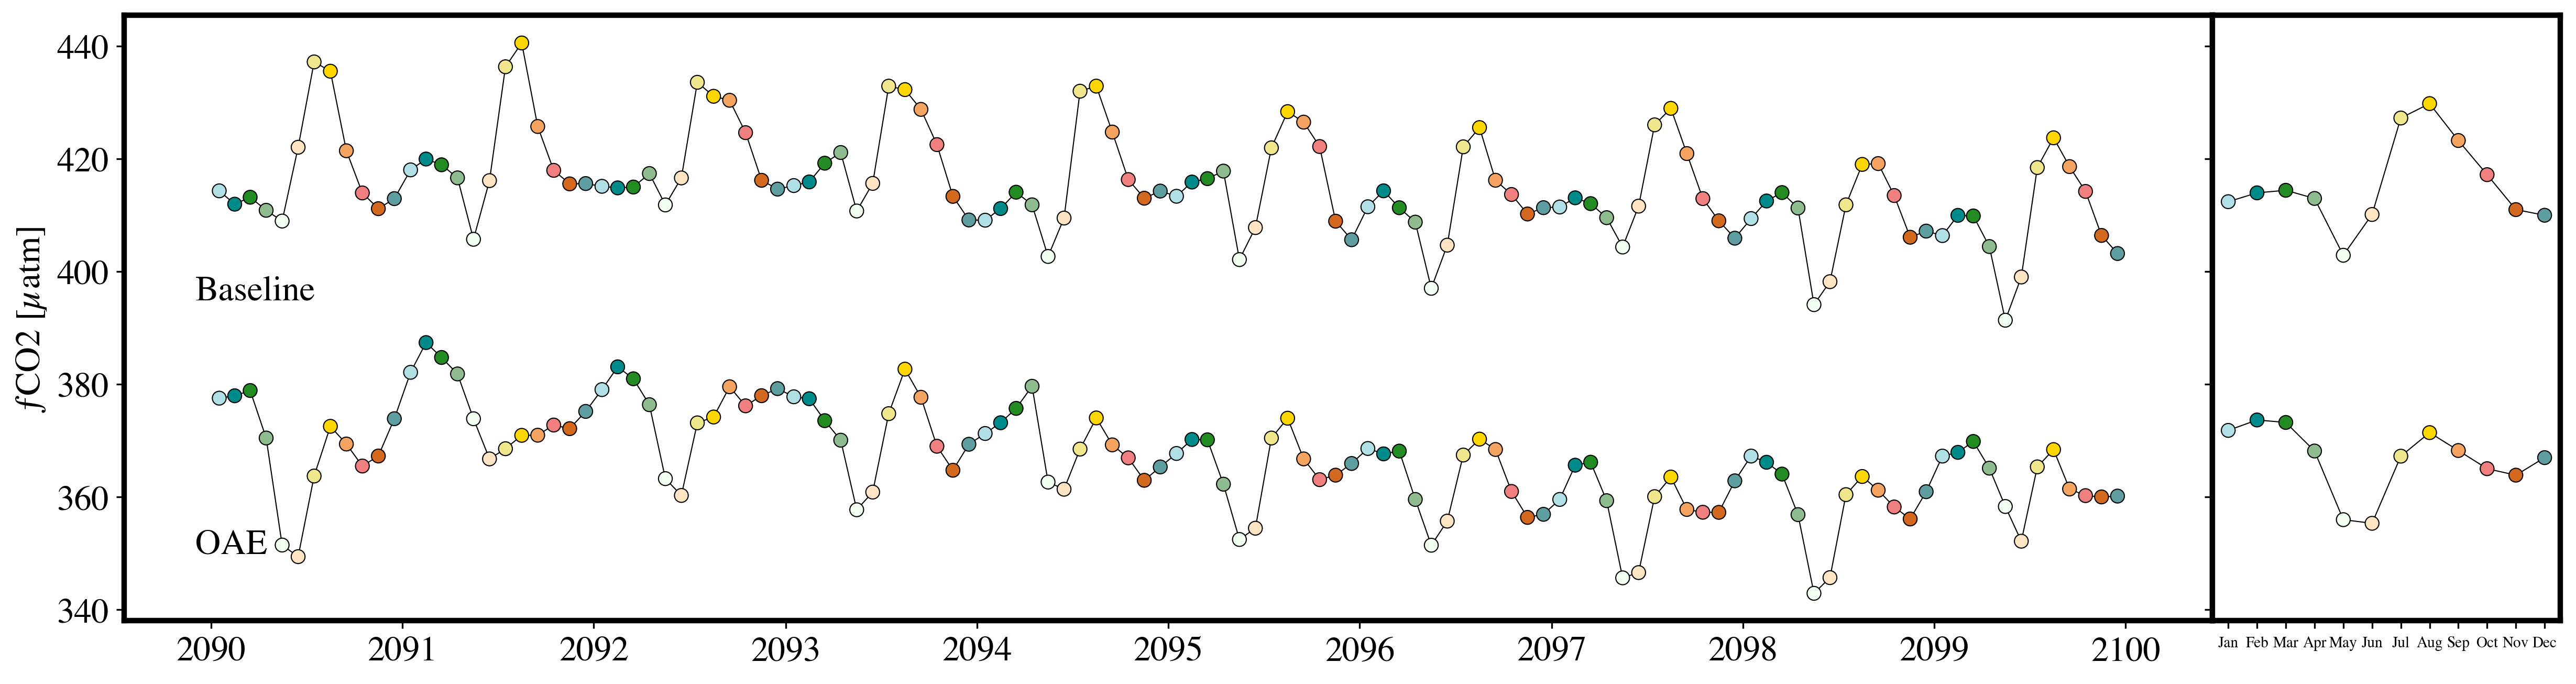 440
420
400
380
360
340
fCO2 [μatm]
Baseline
OAE
2090 2091 2092 2093 2094 2095 2096 2097 2098 2099 2100
Jan Feb Mar Apr May Jun Jul Aug Sep Oct Nov Dec